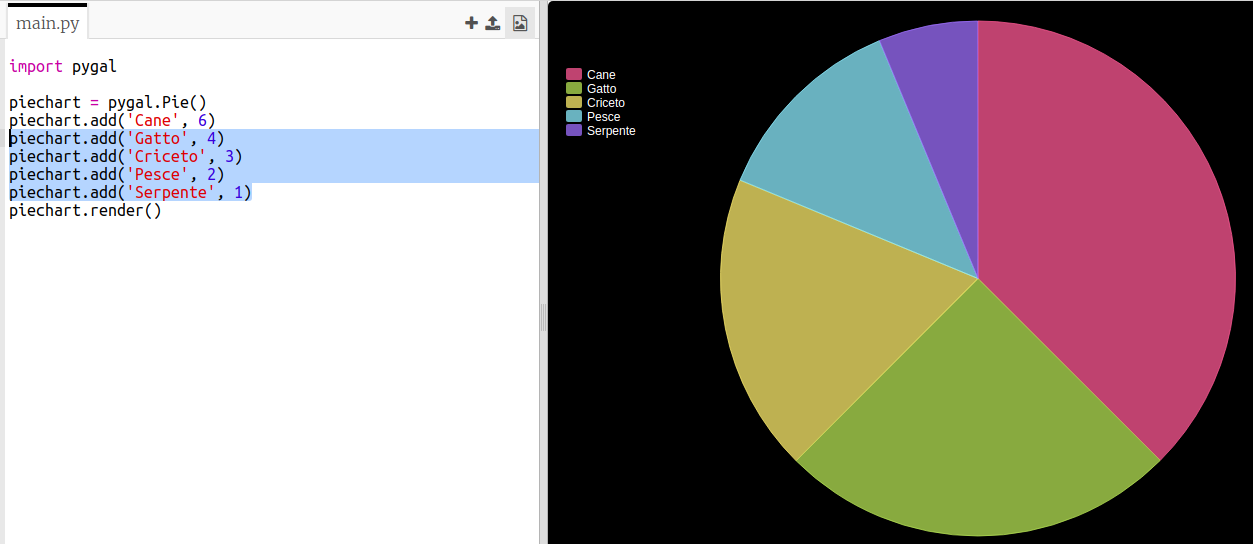 main.py
import pygal
piechart = pygal.Pie()
piechart.add('Cane', 6)
piechart.add('Gatto', 4)
piechart.add('Criceto', 3)
piechart.add('Pesce', 2)
piechart.add('Serpente', 1)
piechart.render()
Cane
Gatto
Criceto
Pesce
Serpente